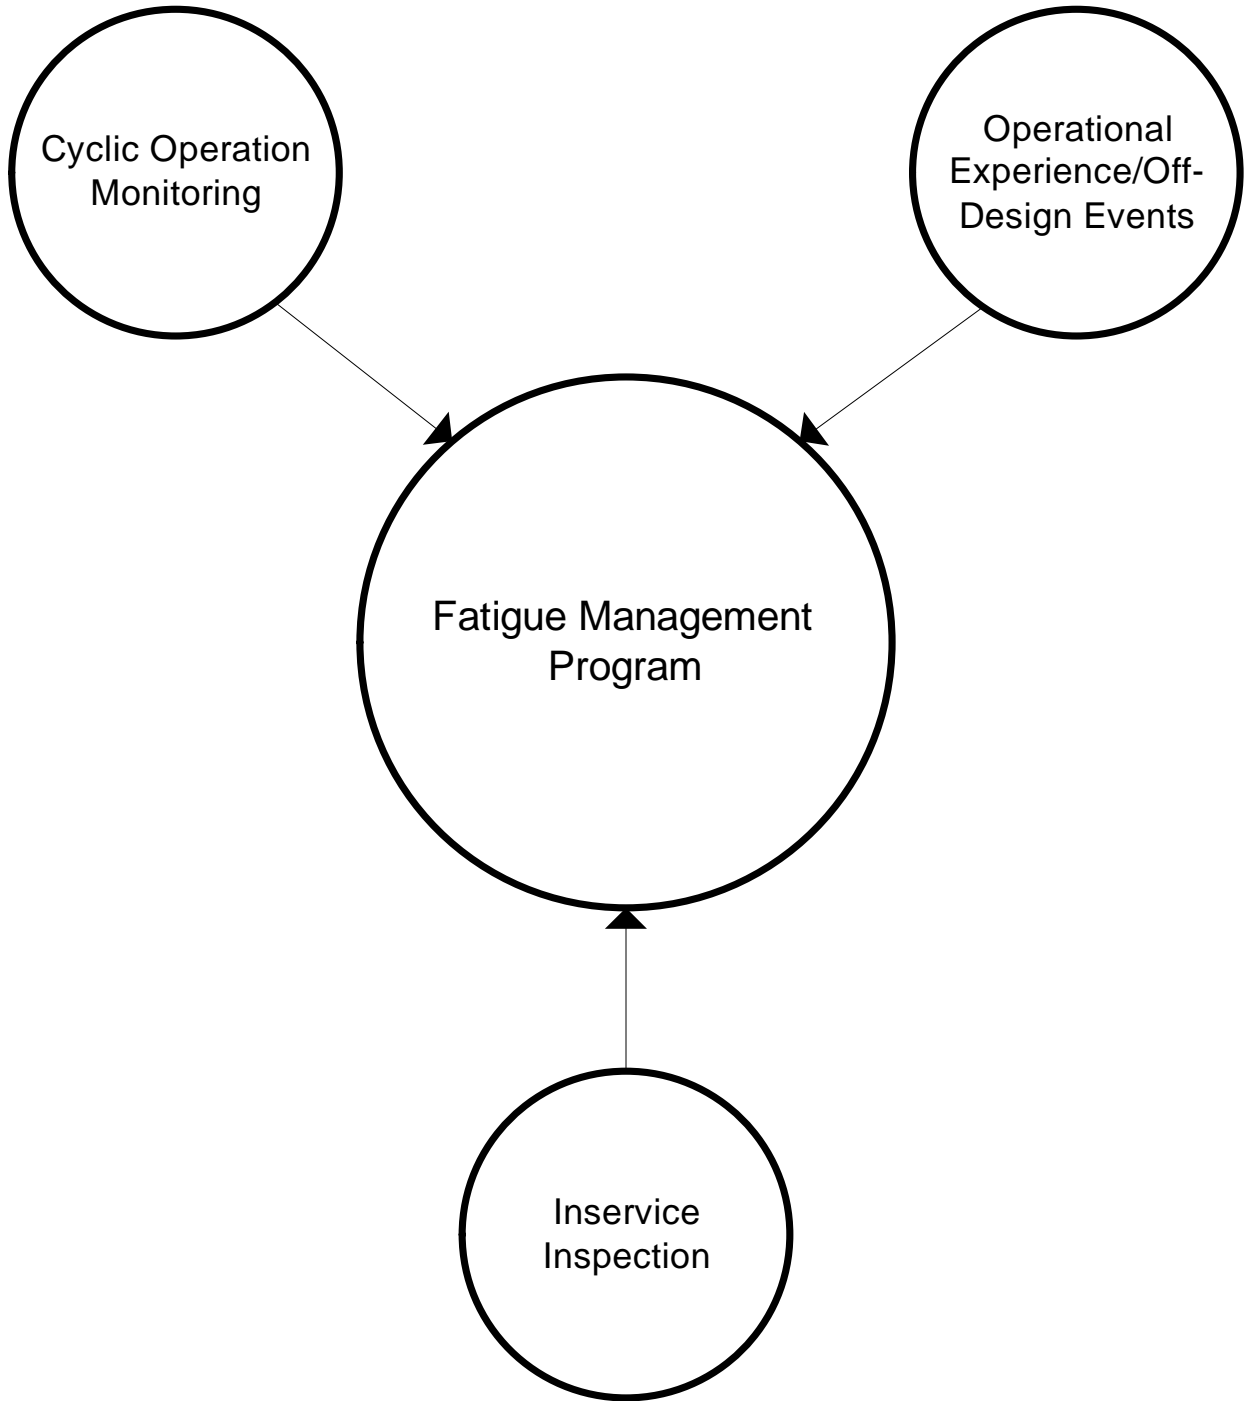 Cyclic Operation
Monitoring
Operational
Experience/Off-
Design Events
Fatigue Management
Program
Inservice
Inspection